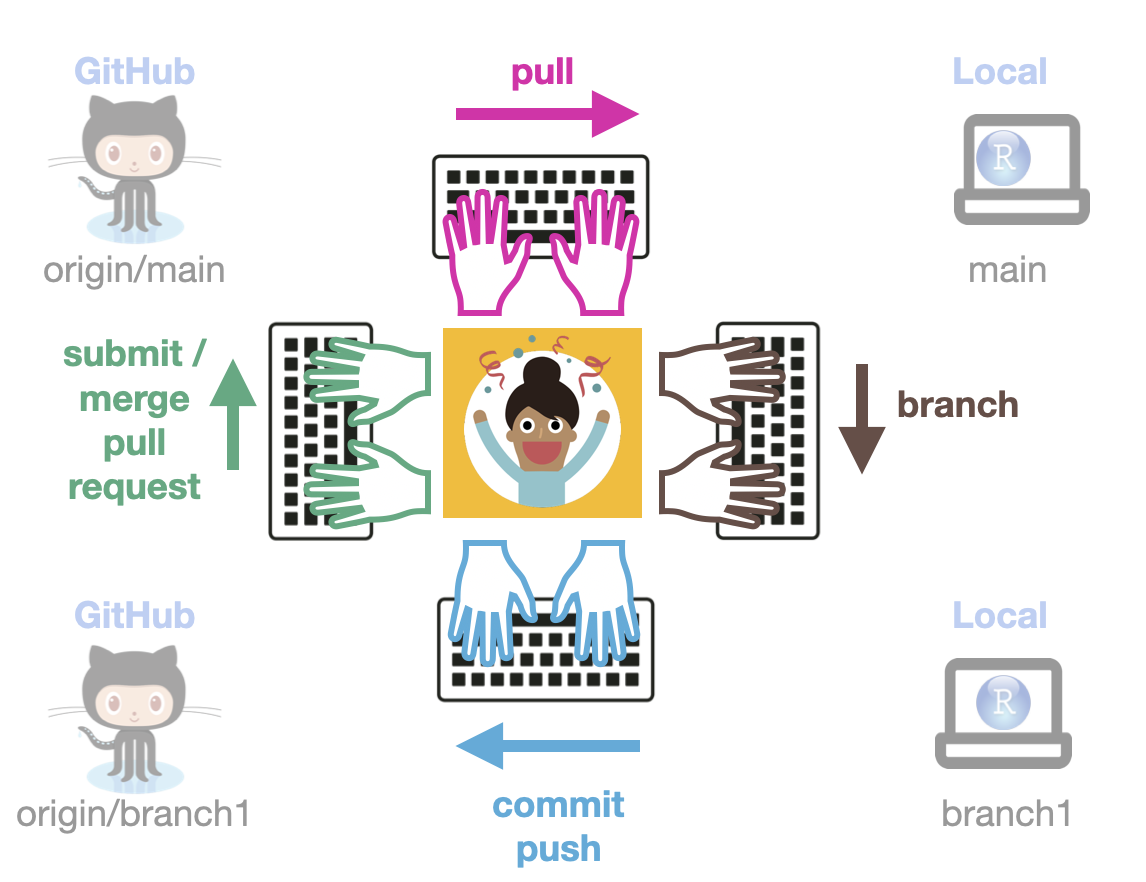 GitHub
pull
Local
R
origin/main
main
submit /
merge
pull
request
branch
GitHub
Local
R
origin/branch1
commit
push
branch1